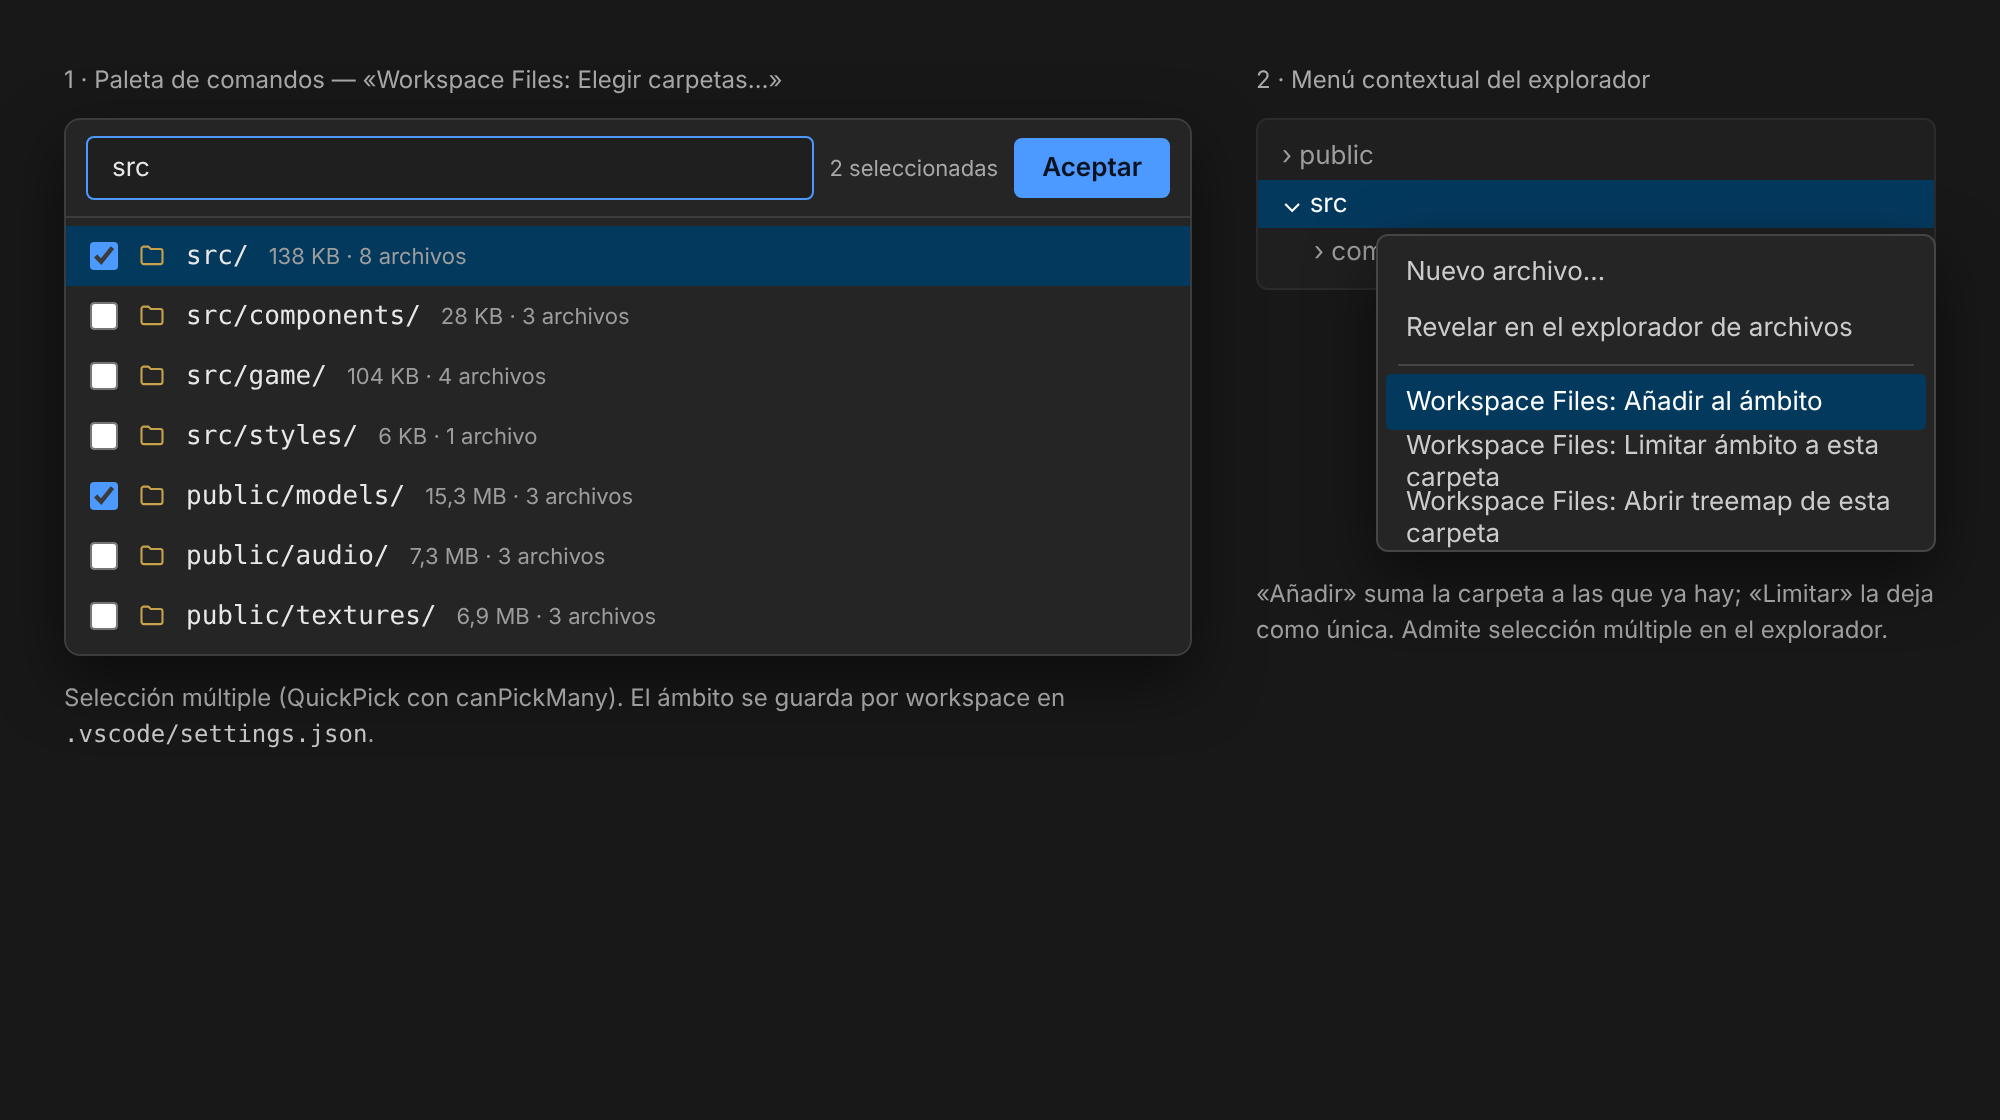 1 · Paleta de comandos — «Workspace Files: Elegir carpetas...»
src
2 seleccionadas
Aceptar
src/ 138 KB · 8 archivos
src/components/ 28 KB · 3 archivos
src/game/ 104 KB · 4 archivos
src/styles/ 6 KB · 1 archivo
public/models/ 15,3 MB · 3 archivos
public/audio/ 7,3 MB · 3 archivos
public/textures/ 6,9 MB · 3 archivos
Selección múltiple (QuickPick con canPickMany). El ámbito se guarda por workspace en
.vscode/settings.json.
2 · Menú contextual del explorador
› public
⌄ src
› com
Nuevo archivo...
Revelar en el explorador de archivos
Workspace Files: Añadir al ámbito
Workspace Files: Limitar ámbito a esta
carpeta
Workspace Files: Abrir treemap de esta
carpeta
«Añadir» suma la carpeta a las que ya hay; «Limitar» la deja
como única. Admite selección múltiple en el explorador.